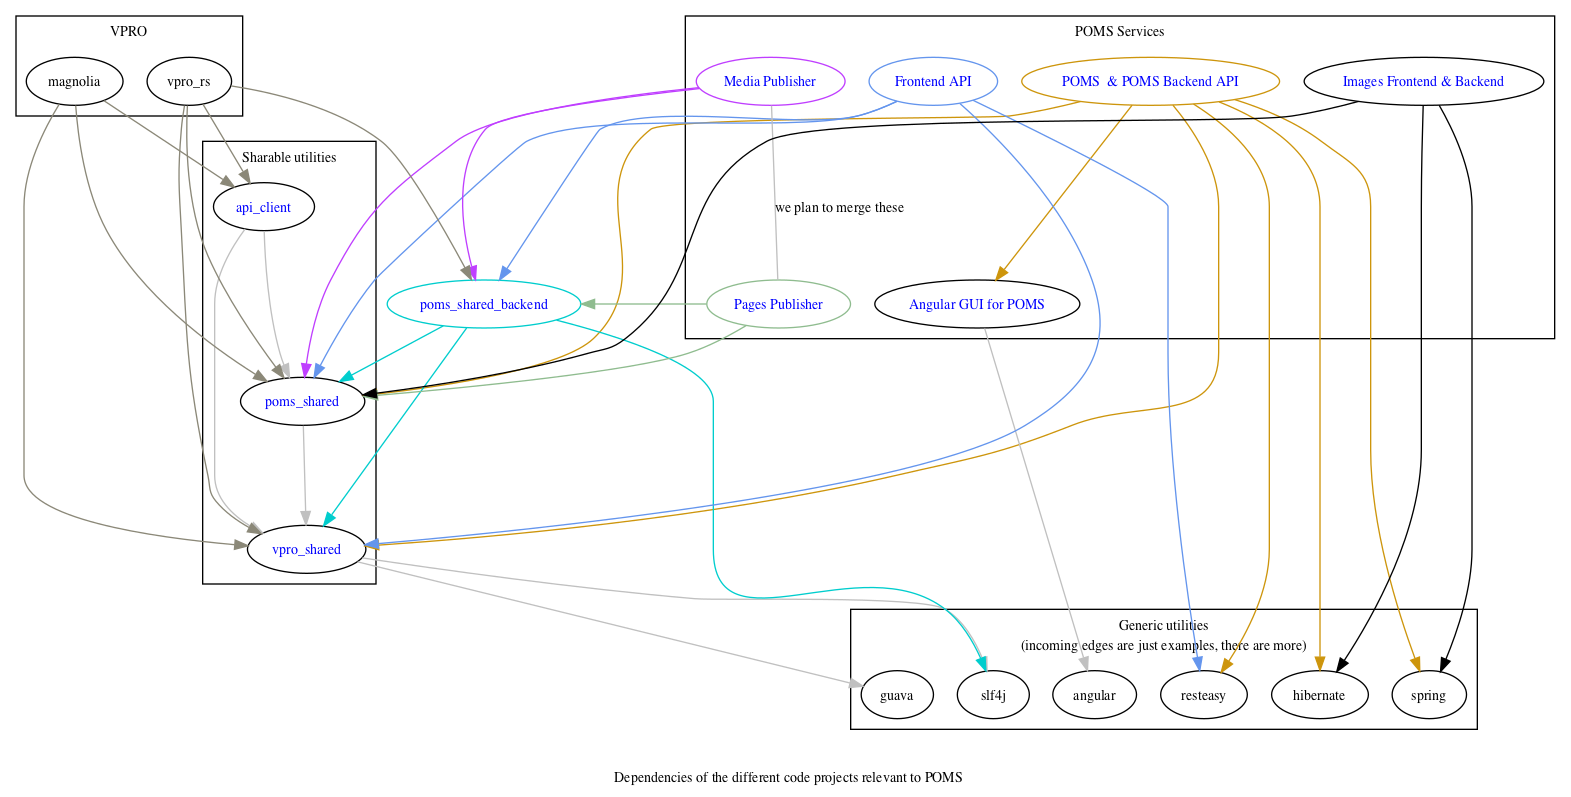 VPRO
POMS Services
magnolia
vpro_rs
Media Publisher
Frontend API
POMS  & POMS Backend API
Images Frontend & Backend
Sharable utilities
api_client
we plan to merge these
poms_shared_backend
Pages Publisher
Angular GUI for POMS
poms_shared
vpro_shared
Generic utilities
(incoming edges are just examples, there are more)
guava
slf4j
angular
resteasy
hibernate
spring
Dependencies of the different code projects relevant to POMS